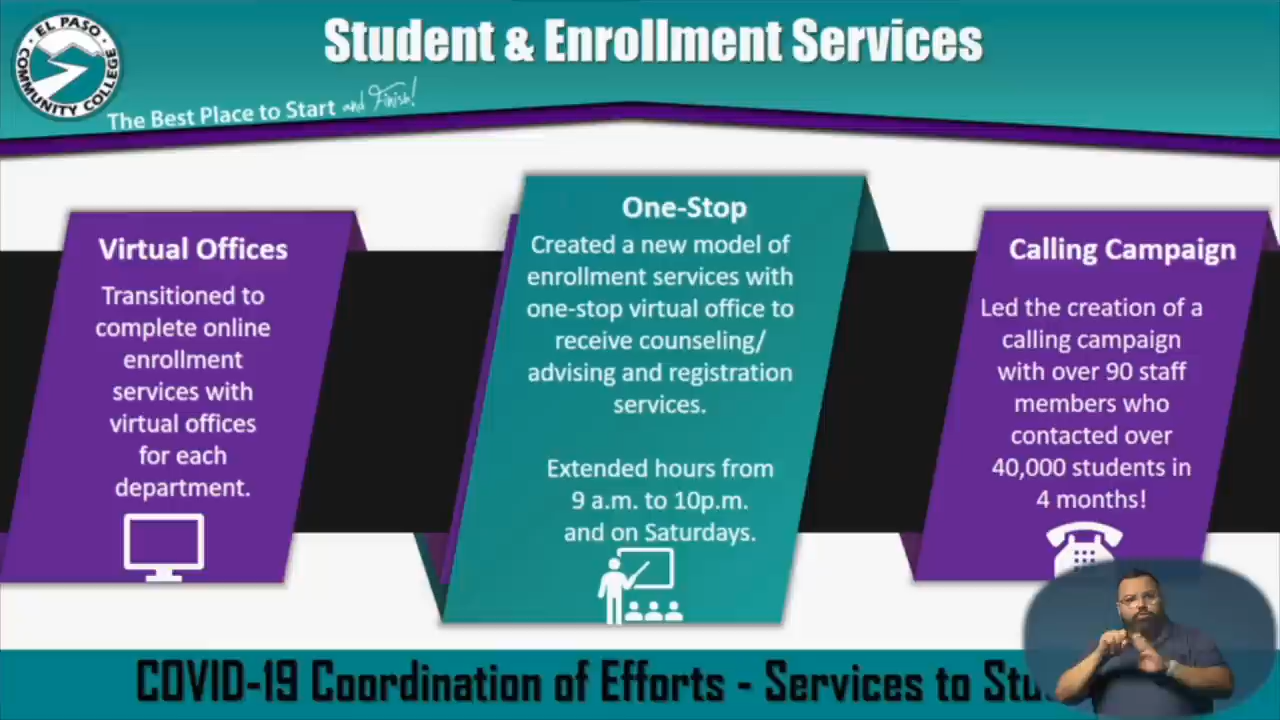 EL PASO
COMMUNITY COLLEGE
Student & Enrollment Services
The Best Place to Start and Finish!
Virtual Offices
Transitioned to
complete online
enrollment
services with
virtual offices
for each
department.
One-Stop
Created a new model of
enrollment services with
one-stop virtual office to
receive counseling/
advising and registration
services.
Extended hours from
9 a.m. to 10p.m.
and on Saturdays.
Calling Campaign
Led the creation of a
calling campaign
with over 90 staff
members who
contacted over
40,000 students in
4 months!
COVID-19 Coordination of Efforts - Services to